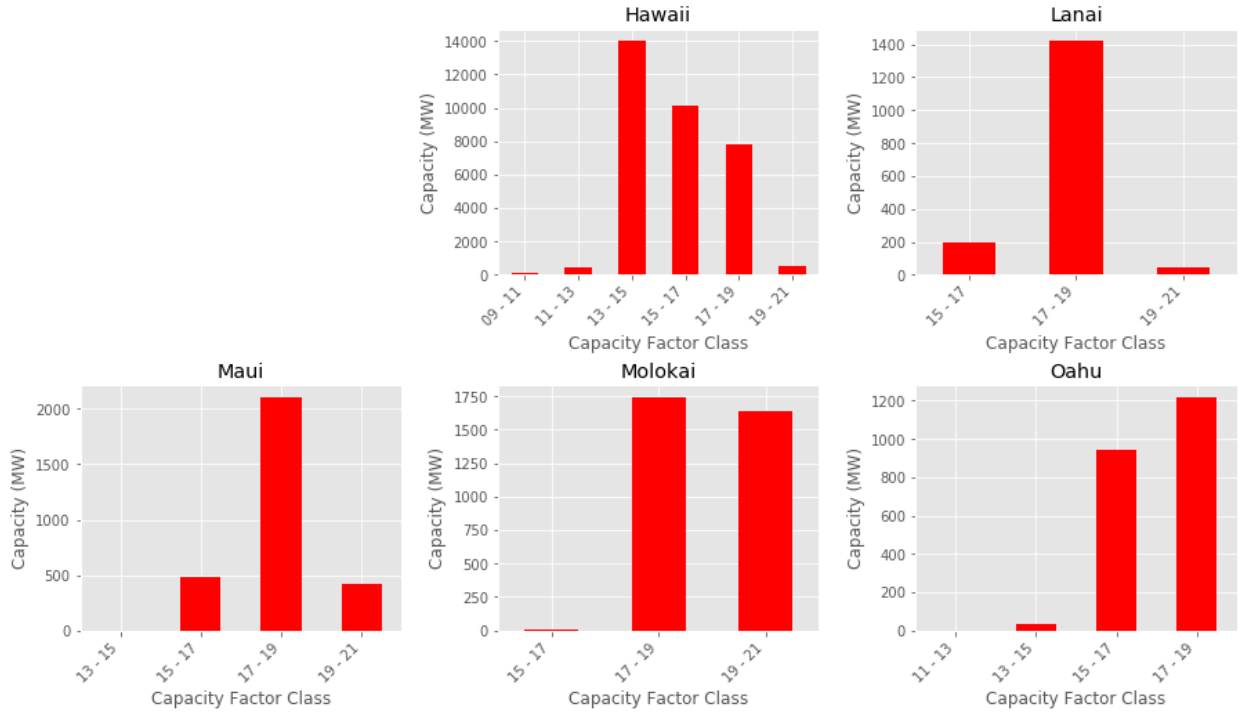 Hawaii
Capacity (MW)
14000
12000
10000
8000
6000
4000
2000
0
09 - 11
11 - 13
13 - 15
15 - 17
17 - 19
19 - 21
Capacity Factor Class
Lanai
Capacity (MW)
1400
1200
1000
800
600
400
200
0
15 - 17
17 - 19
19 - 21
Capacity Factor Class
Maui
Capacity (MW)
2000
1500
1000
500
0
13 - 15
15 - 17
17 - 19
19 - 21
Capacity Factor Class
Molokai
Capacity (MW)
1750
1500
1250
1000
750
500
250
0
15 - 17
17 - 19
19 - 21
Capacity Factor Class
Oahu
Capacity (MW)
1200
1000
800
600
400
200
0
11 - 13
13 - 15
15 - 17
17 - 19
Capacity Factor Class